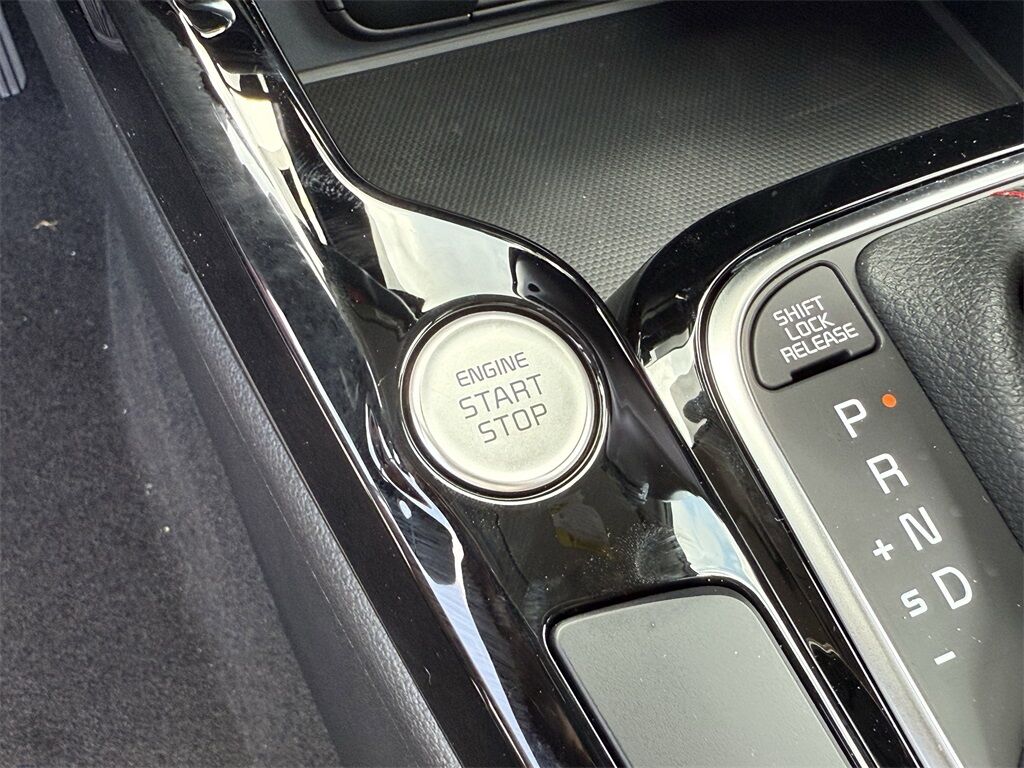 ENGINE
START
STOP
SHIFT
LOCK
RELEASE
P
R
N
+
S D
-